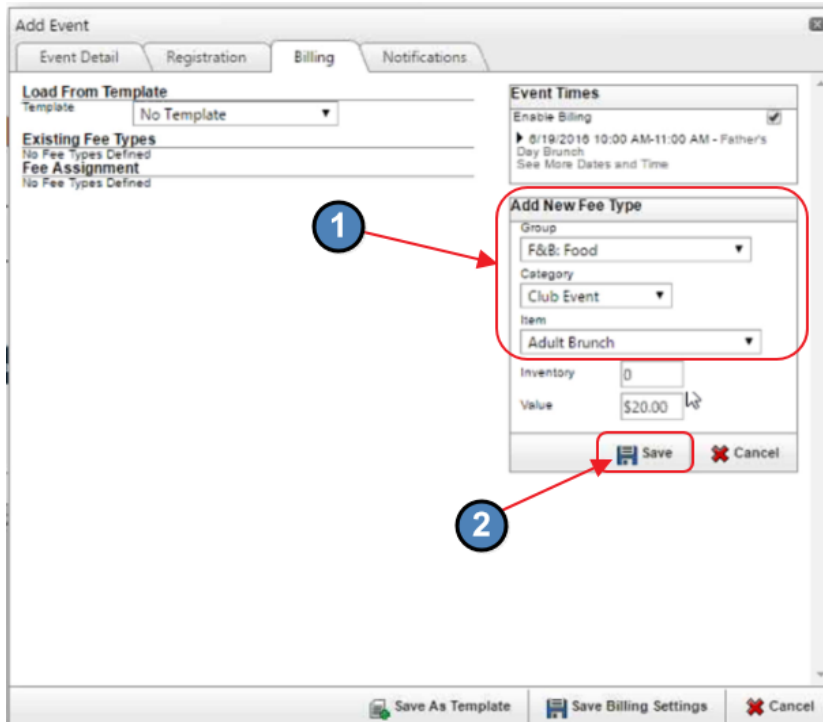 Add Event
Event Detail Registration Billing Notifications
Load From Template
Template No Template
Existing Fee Types
No Fee Types Defined
Fee Assignment
No Fee Types Defined
Event Times
Enable Billing
6/19/2016 10:00 AM-11:00 AM - Father's
Day Brunch
See More Dates and Time
1
Add New Fee Type
Group
F&B: Food
Category
Club Event
Item
Adult Brunch
Inventory 0
Value $20.00
Save Cancel
2
Save As Template Save Billing Settings Cancel